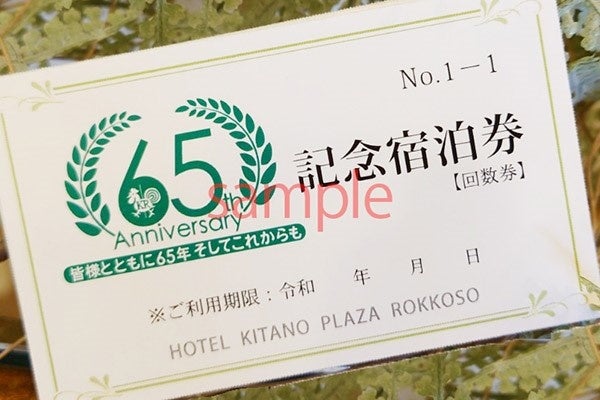 No.1-1
65th
KR
Anniversary
記念宿泊券
【回数券】
sample
皆様とともに65年 そしてこれからも
※ご利用期限：令和　　年　　月　　日
HOTEL KITANO PLAZA ROKKOSO